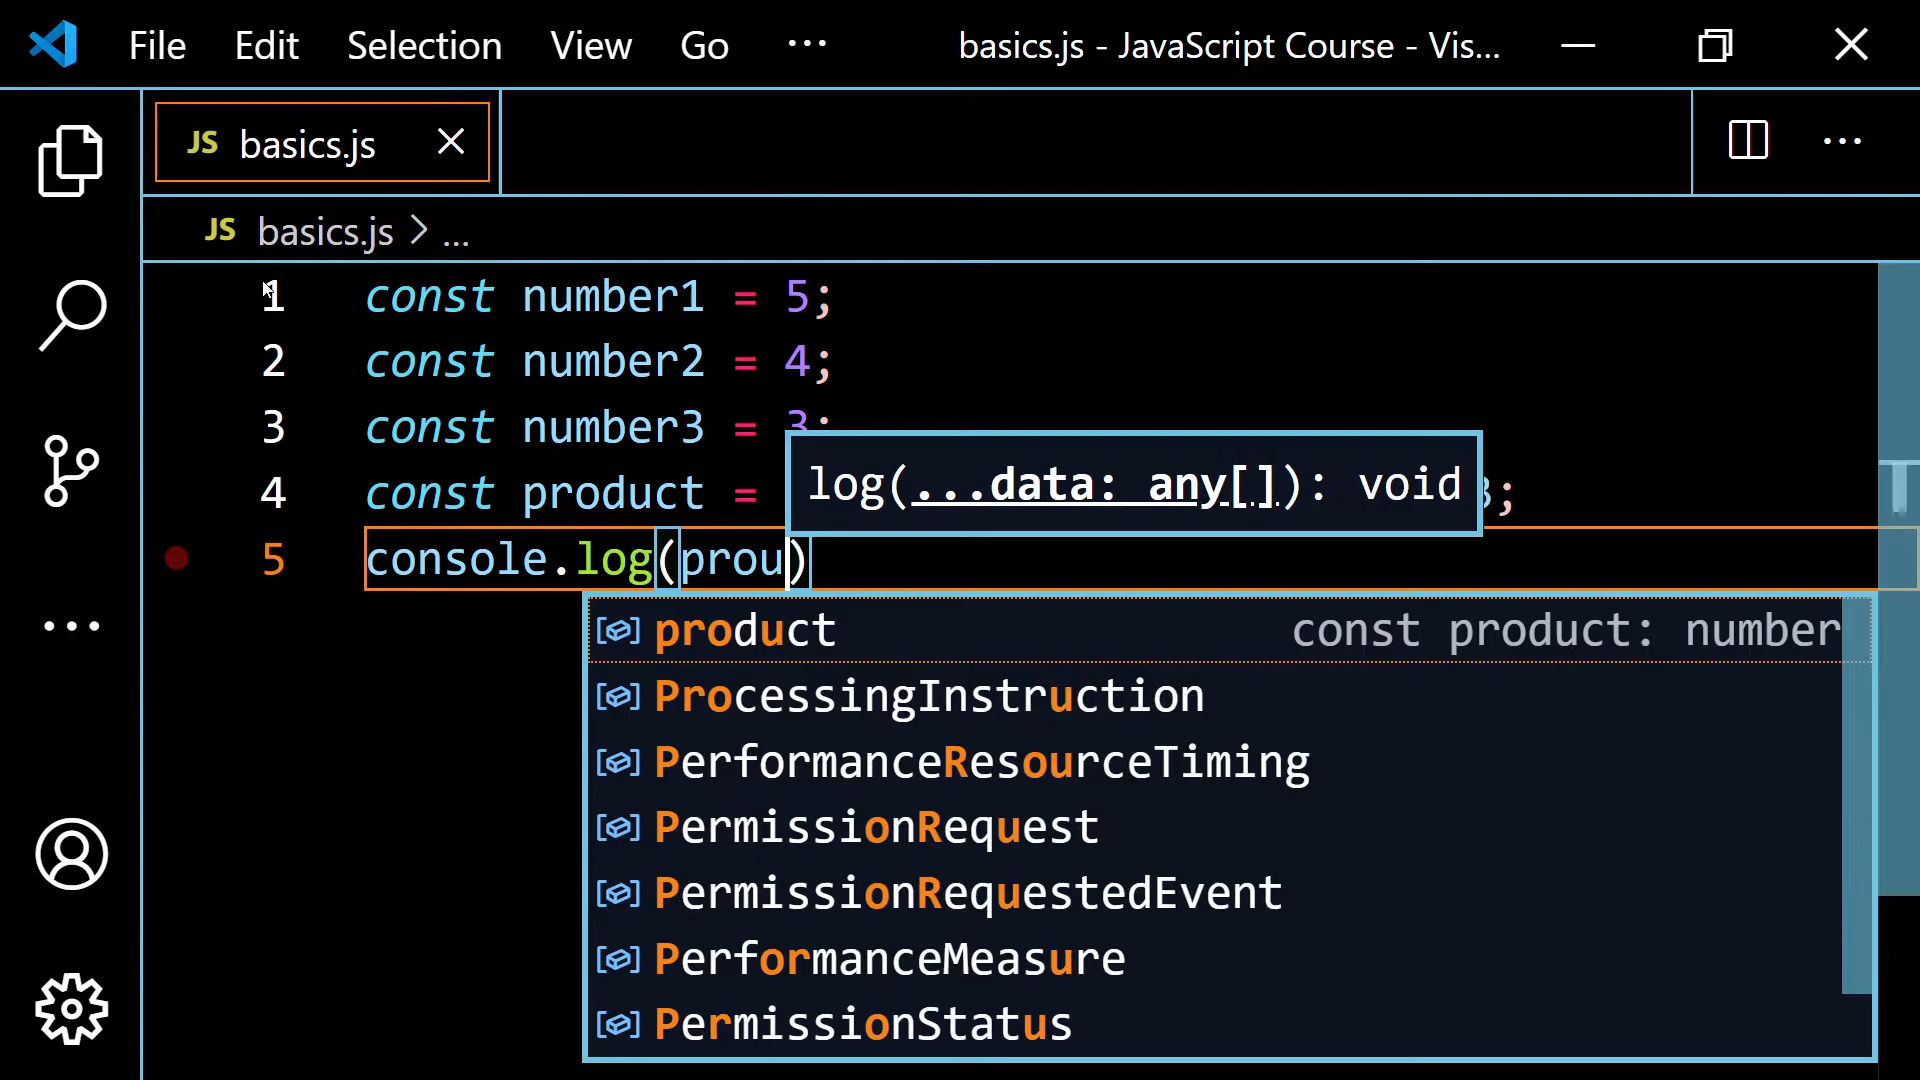 File Edit Selection View Go ... basics.js - JavaScript Course - Vis...
JS basics.js
JS basics.js > ...
1 const number1 = 5;
2 const number2 = 4;
3 const number3 = 3;
4 const product = ;
log(...data: any[]): void
5 console.log(prou)
product const product: number
ProcessingInstruction
PerformanceResourceTiming
PermissionRequest
PermissionRequestedEvent
PerformanceMeasure
PermissionStatus